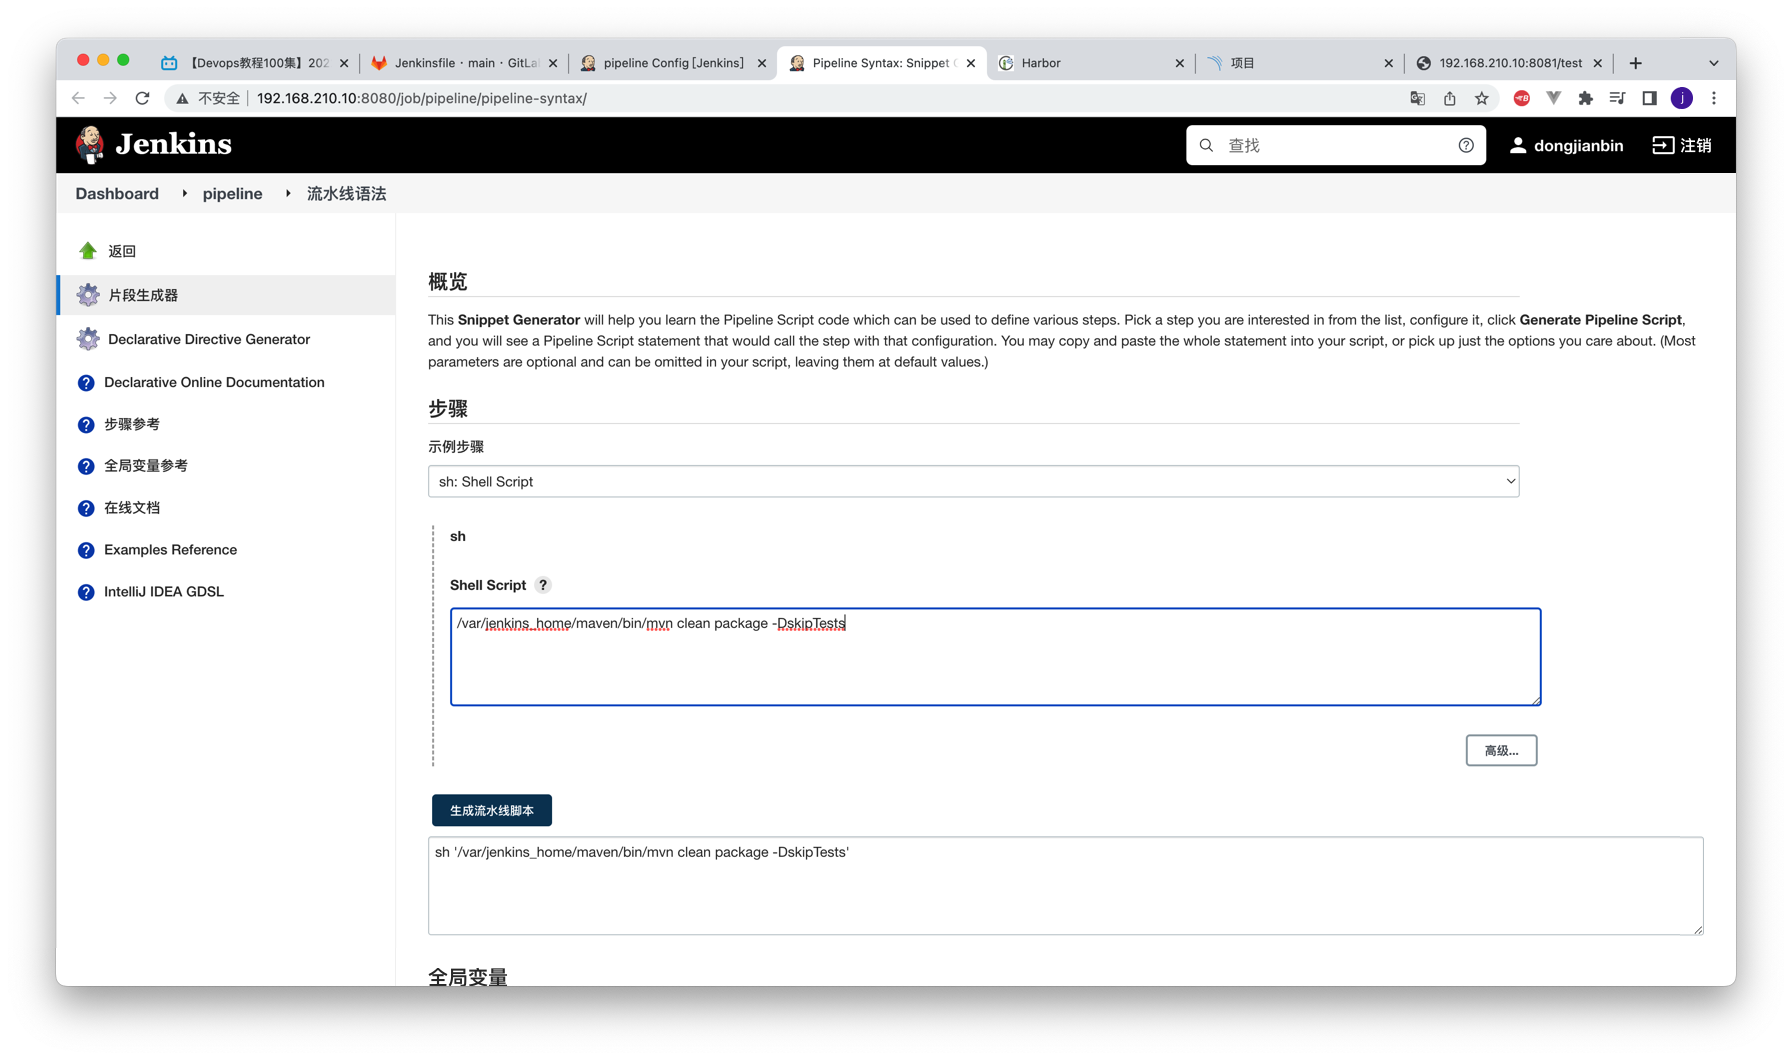 【Devops教程100集】202
Jenkinsfile · main · GitLa
pipeline Config [Jenkins]
Pipeline Syntax: Snippet
Harbor
项目
192.168.210.10:8081/test
不安全
192.168.210.10:8080/job/pipeline/pipeline-syntax/
j
Jenkins
查找
dongjianbin
注销
Dashboard
pipeline
流水线语法
返回
片段生成器
Declarative Directive Generator
Declarative Online Documentation
步骤参考
全局变量参考
在线文档
Examples Reference
IntelliJ IDEA GDSL
概览
This Snippet Generator will help you learn the Pipeline Script code which can be used to define various steps. Pick a step you are interested in from the list, configure it, click Generate Pipeline Script,
and you will see a Pipeline Script statement that would call the step with that configuration. You may copy and paste the whole statement into your script, or pick up just the options you care about. (Most
parameters are optional and can be omitted in your script, leaving them at default values.)
步骤
示例步骤
sh: Shell Script
sh
Shell Script ?
/var/jenkins_home/maven/bin/mvn clean package -DskipTests
高级...
生成流水线脚本
sh '/var/jenkins_home/maven/bin/mvn clean package -DskipTests'
全局变量